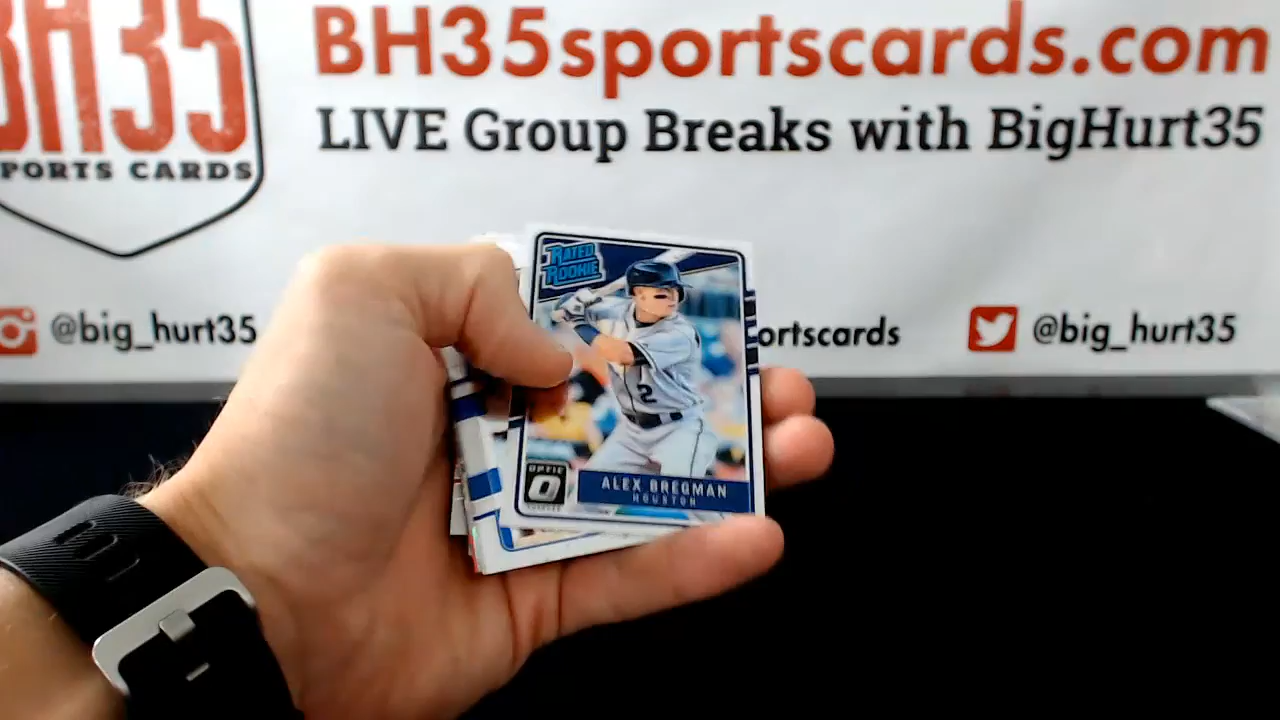 BH35
SPORTS CARDS
BH35sportscards.com
LIVE Group Breaks with BigHurt35
@big_hurt35
ortscards
@big_hurt35
RATED
ROOKIE
2
OPTIC
ALEX BREGMAN
HOUSTON